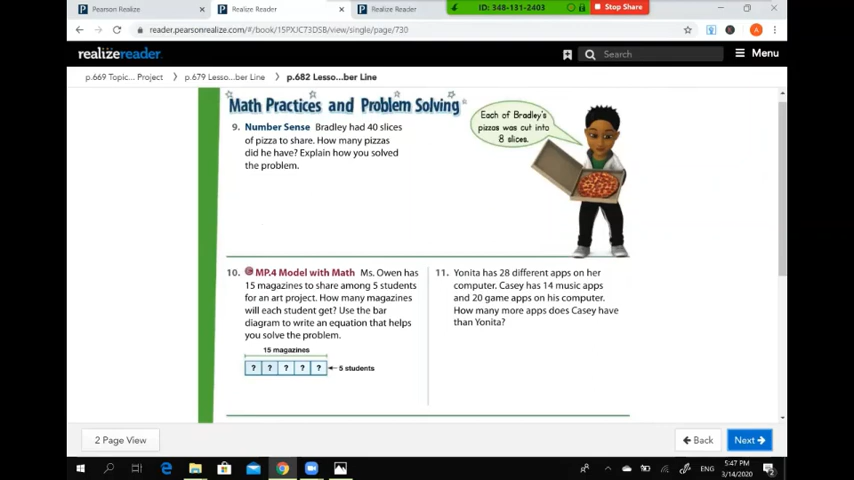 Pearson Realize
Realize Reader
Realize Reader
ID: 348-131-2403
Stop Share
reader.pearsonrealize.com/#/book/15PXJC73DSB/view/single/page/730
A
realizereader
Search
Menu
p.669 Topic... Project
p.679 Lesso...ber Line
p.682 Lesso...ber Line
Math Practices and Problem Solving
Each of Bradley's
pizzas was cut into
8 slices.
9. Number Sense Bradley had 40 slices
of pizza to share. How many pizzas
did he have? Explain how you solved
the problem.
10. MP.4 Model with Math Ms. Owen has
15 magazines to share among 5 students
for an art project. How many magazines
will each student get? Use the bar
diagram to write an equation that helps
you solve the problem.
15 magazines
? ? ? ? ? 5 students
11. Yonita has 28 different apps on her
computer. Casey has 14 music apps
and 20 game apps on his computer.
How many more apps does Casey have
than Yonita?
2 Page View
Back
Next
ENG
5:47 PM
3/14/2020
2